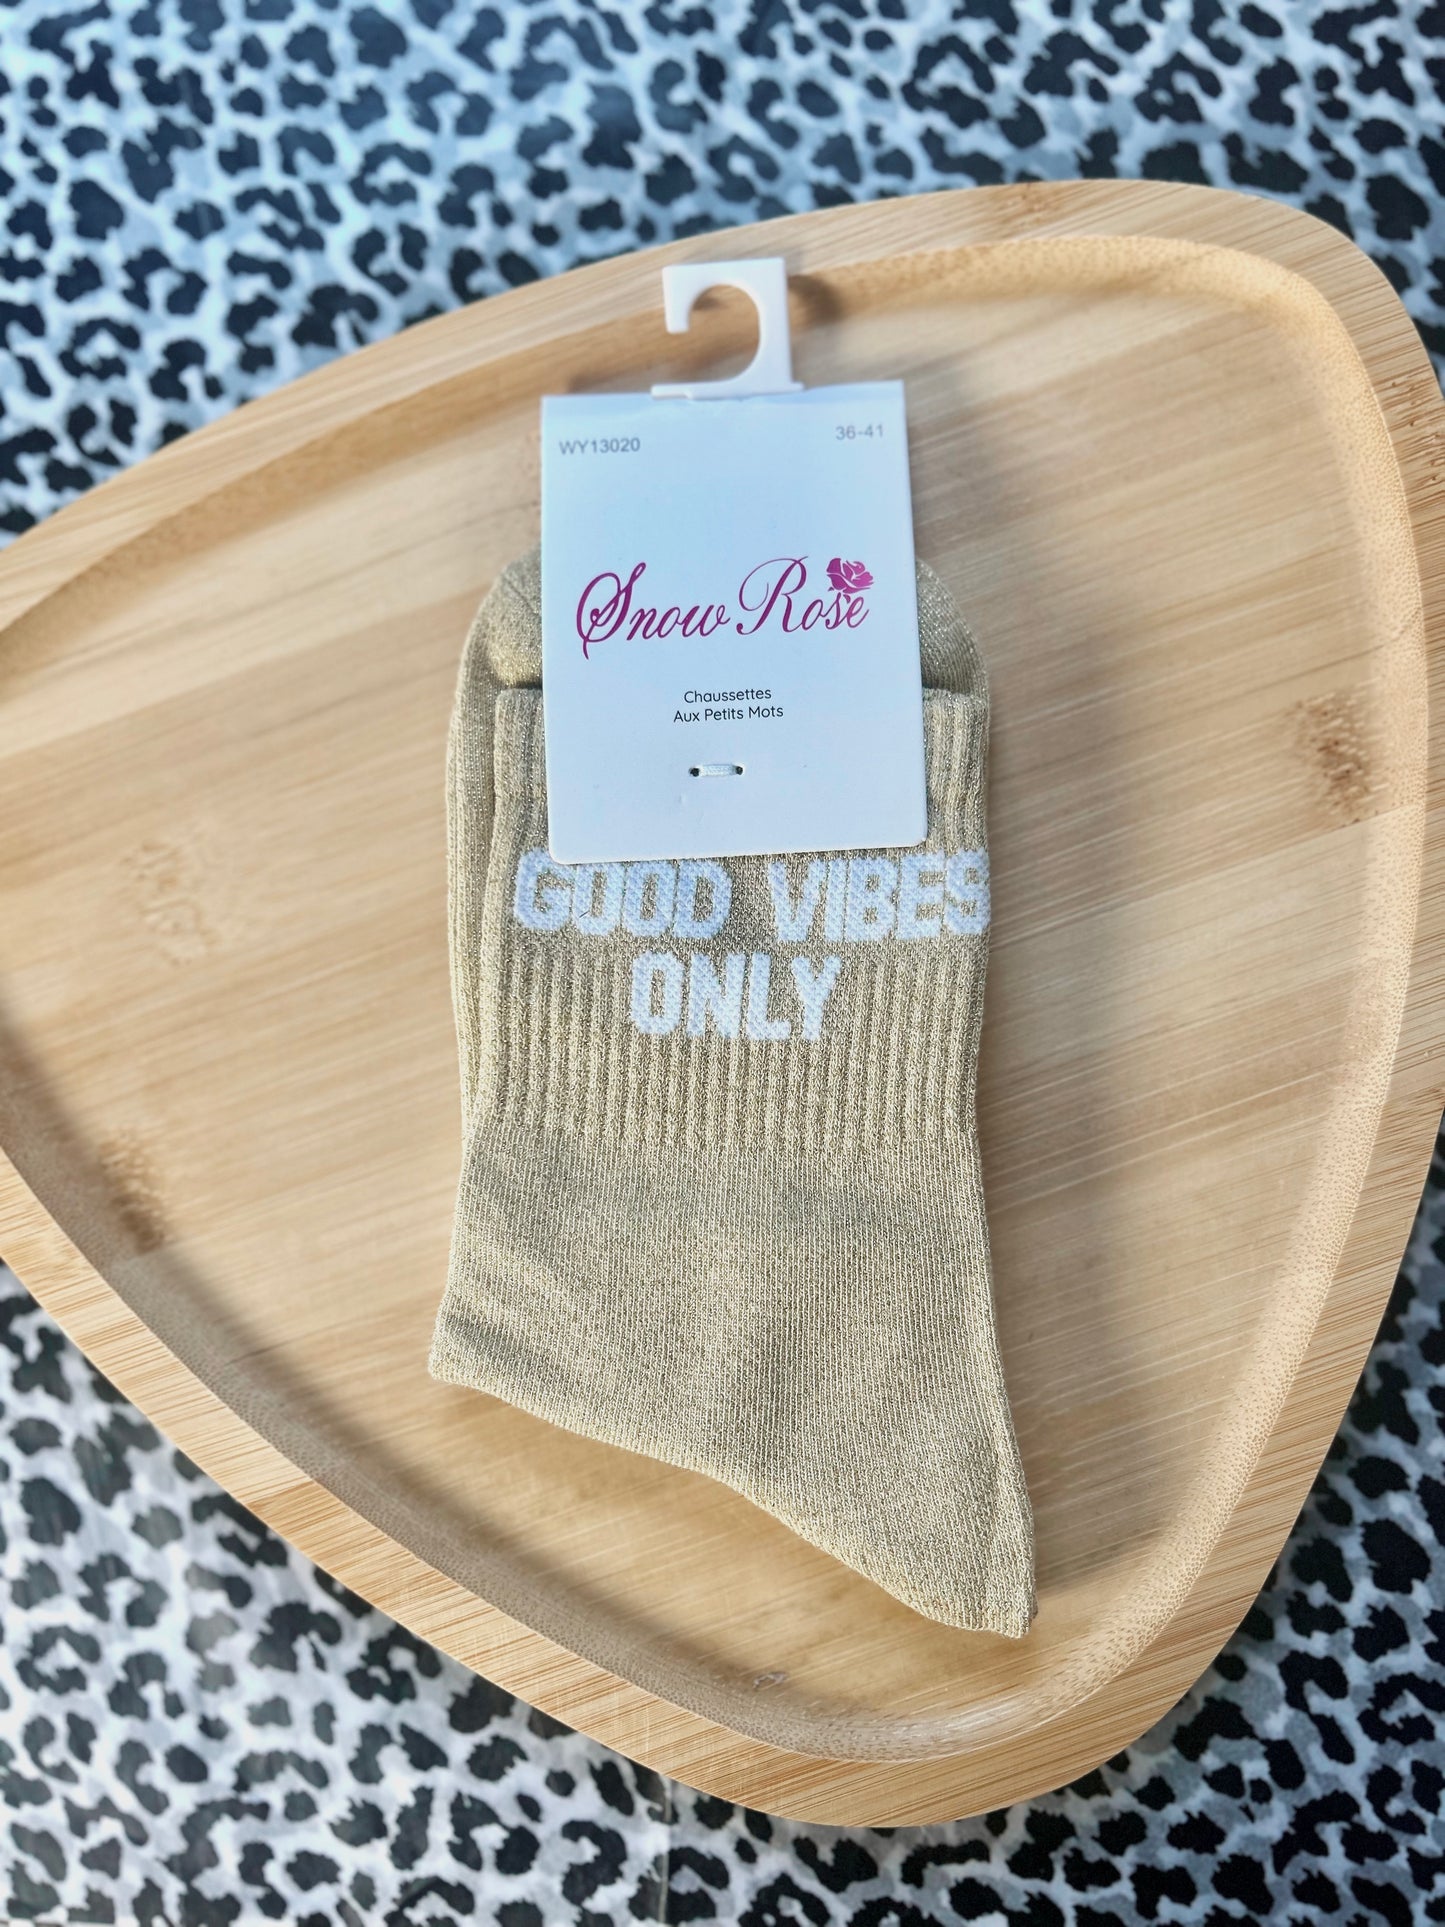 WY13020 36-41
Snow Rose
Chaussettes
Aux Petits Mots
GOOD VIBES
ONLY